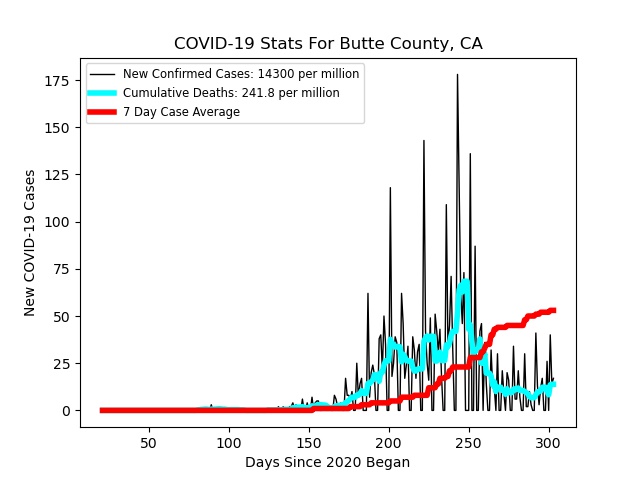 COVID-19 Stats For Butte County, CA
New Confirmed Cases: 14300 per million
Cumulative Deaths: 241.8 per million
7 Day Case Average
175
150
125
100
75
50
25
0
New COVID-19 Cases
50 100 150 200 250 300
Days Since 2020 Began